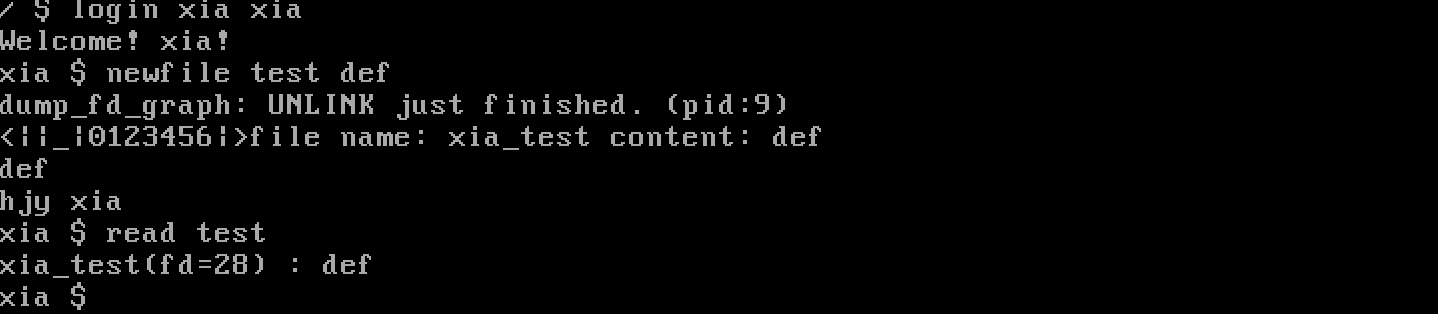 / $ login xia xia
Welcome! xia!
xia $ newfile test def
dump_fd_graph: UNLINK just finished. (pid:9)
<||_|0123456|>file name: xia_test content: def
def
hjy xia
xia $ read test
xia_test(fd=28) : def
xia $